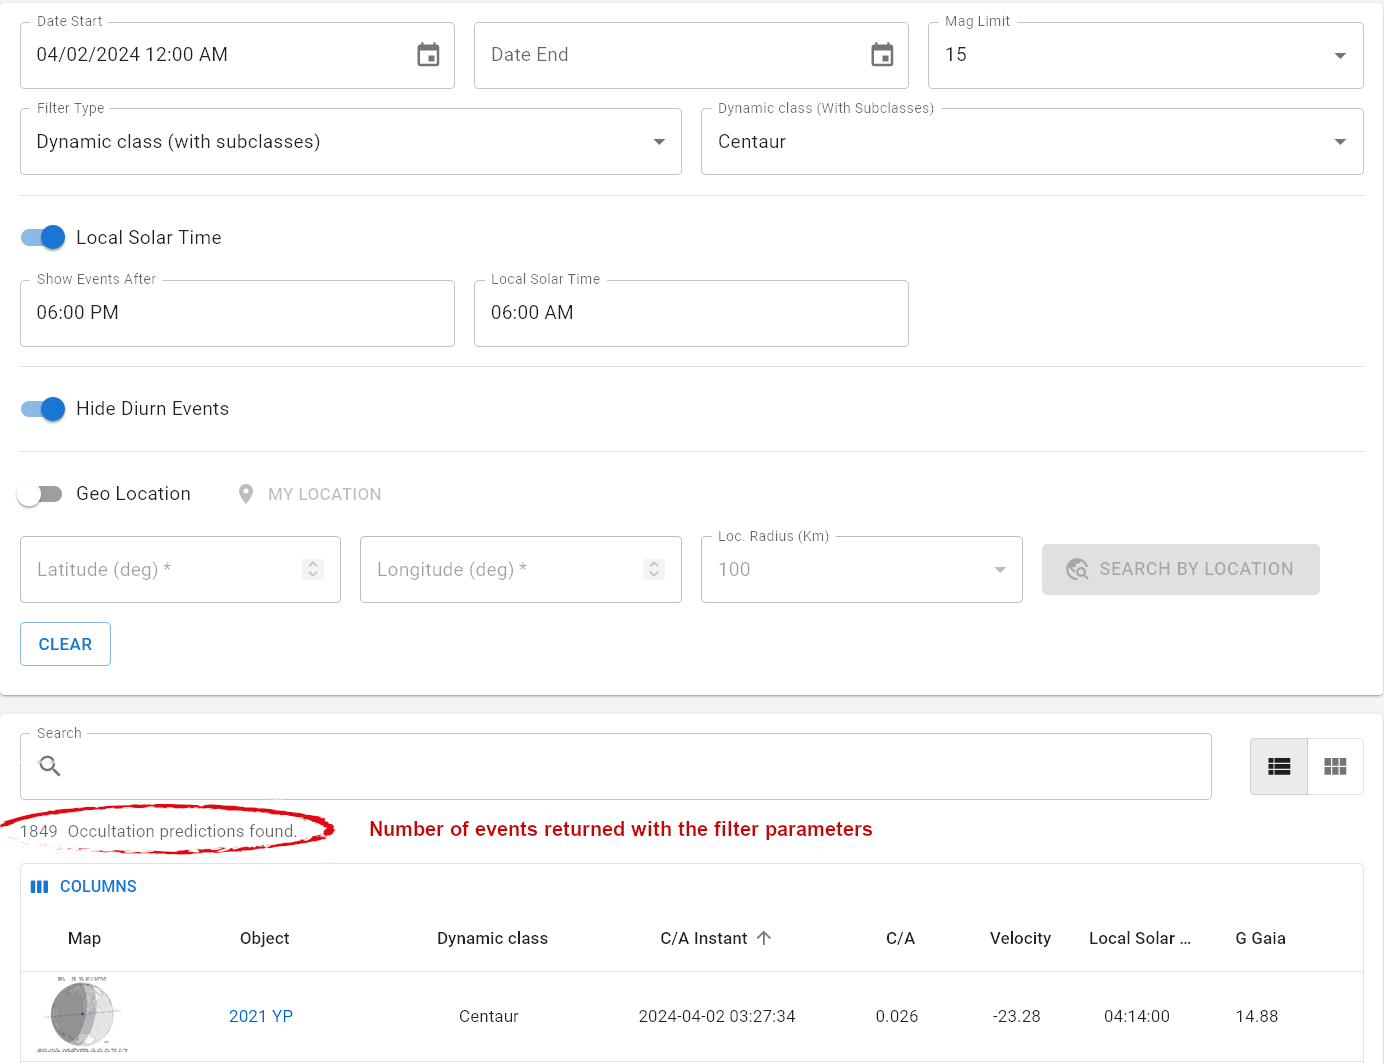 Date Start
04/02/2024 12:00 AM
Date End
Mag Limit
15
Filter Type
Dynamic class (with subclasses)
Dynamic class (With Subclasses)
Centaur
Local Solar Time
Show Events After
06:00 PM
Local Solar Time
06:00 AM
Hide Diurn Events
Geo Location
MY LOCATION
Latitude (deg) *
Longitude (deg) *
Loc. Radius (Km)
100
SEARCH BY LOCATION
CLEAR
Search
1849 Occultation predictions found.
Number of events returned with the filter parameters
COLUMNS
Map Object Dynamic class C/A Instant C/A Velocity Local Solar ... G Gaia
2021 YP Centaur 2024-04-02 03:27:34 0.026 -23.28 04:14:00 14.88